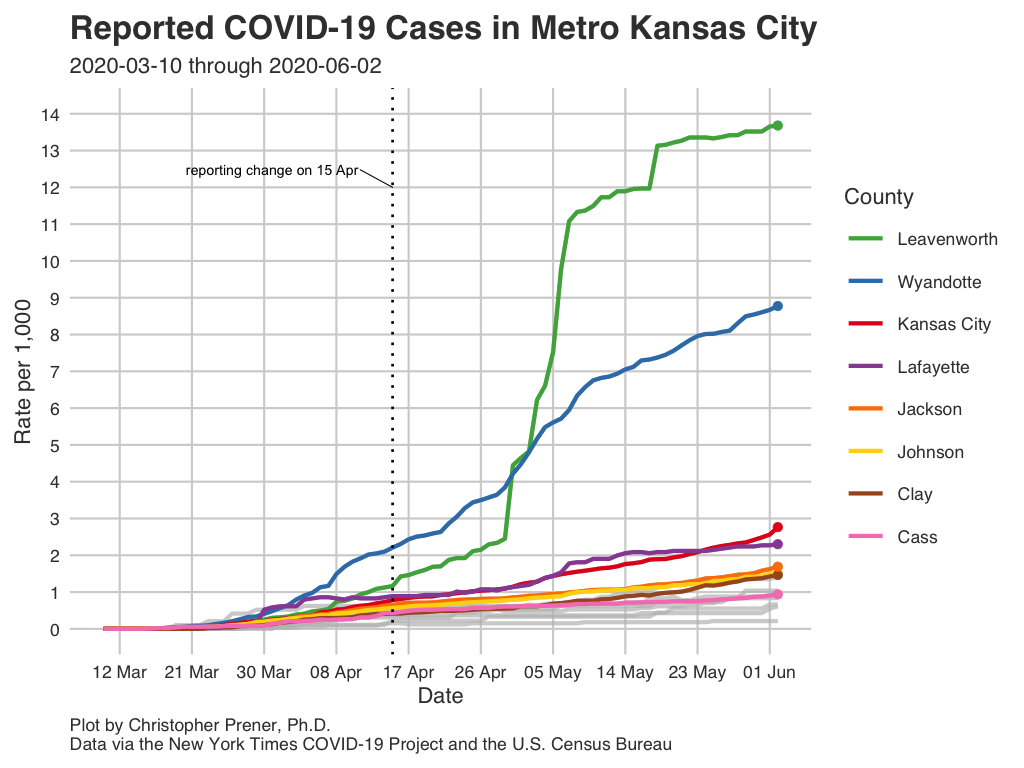 Reported COVID-19 Cases in Metro Kansas City
2020-03-10 through 2020-06-02
14
13
12
11
10
9
8
7
6
5
4
3
2
1
0
Rate per 1,000
reporting change on 15 Apr
12 Mar 21 Mar 30 Mar 08 Apr 17 Apr 26 Apr 05 May 14 May 23 May 01 Jun
Date
County
Leavenworth
Wyandotte
Kansas City
Lafayette
Jackson
Johnson
Clay
Cass
Plot by Christopher Prener, Ph.D.
Data via the New York Times COVID-19 Project and the U.S. Census Bureau